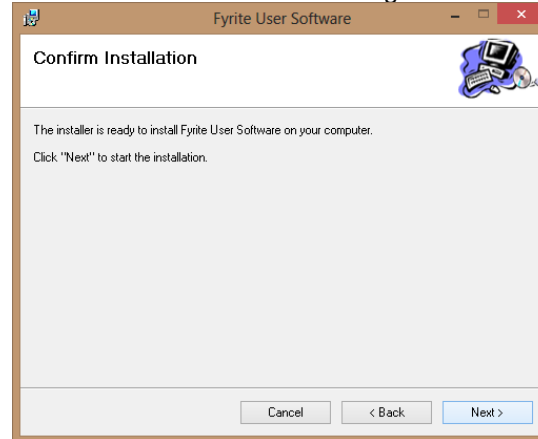 Fyrite User Software
Confirm Installation
The installer is ready to install Fyrite User Software on your computer.
Click "Next" to start the installation.
Cancel
< Back
Next >